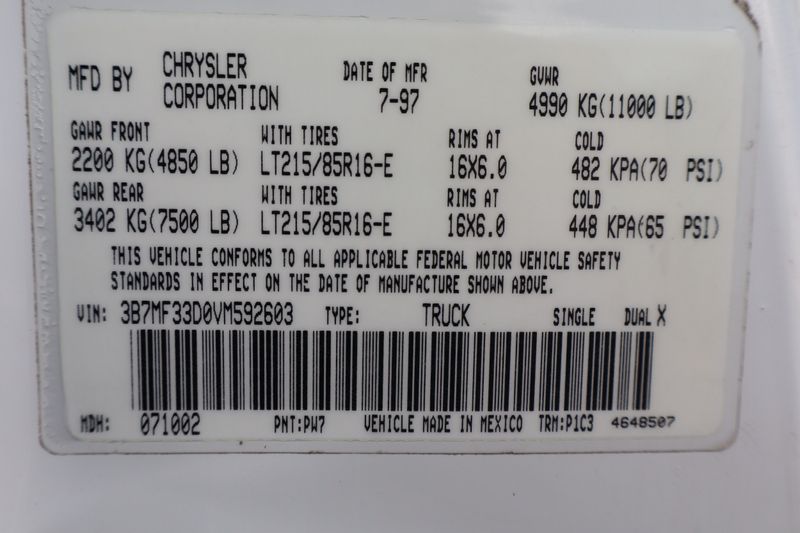 MFD BY CHRYSLER CORPORATION DATE OF MFR 7-97 GVWR 4990 KG(11000 LB)
GAWR FRONT WITH TIRES RIMS AT COLD
2200 KG(4850 LB) LT215/85R16-E 16X6.0 482 KPA(70 PSI)
GAWR REAR WITH TIRES RIMS AT COLD
3402 KG(7500 LB) LT215/85R16-E 16X6.0 448 KPA(65 PSI)
THIS VEHICLE CONFORMS TO ALL APPLICABLE FEDERAL MOTOR VEHICLE SAFETY
STANDARDS IN EFFECT ON THE DATE OF MANUFACTURE SHOWN ABOVE.
VIN: 3B7MF33D0VM592603 TYPE: TRUCK SINGLE DUAL X
MDH: 071002 PNT:PW7 VEHICLE MADE IN MEXICO TRM:P1C3 4648507